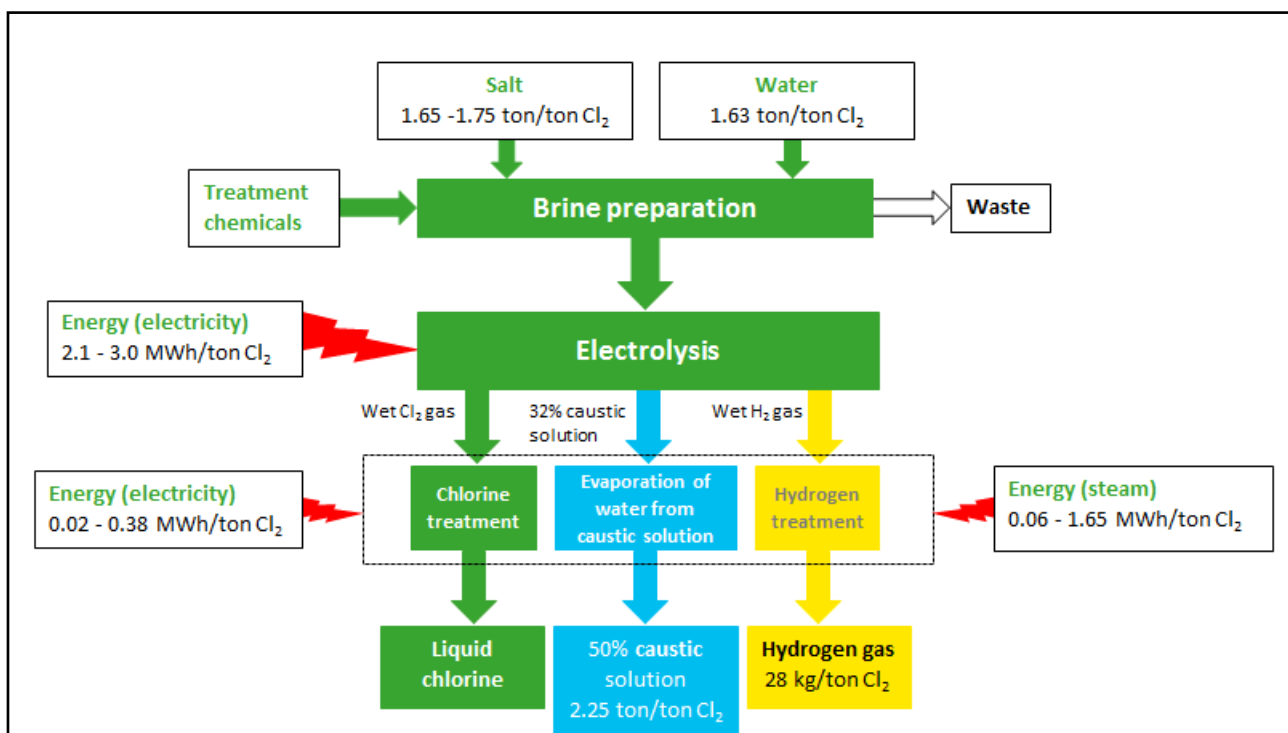 Salt
1.65 -1.75 ton/ton Cl₂
Water
1.63 ton/ton Cl₂
Treatment
chemicals
Brine preparation
Waste
Energy (electricity)
2.1 - 3.0 MWh/ton Cl₂
Electrolysis
Wet Cl₂ gas
32% caustic
solution
Wet H₂ gas
Energy (electricity)
0.02 - 0.38 MWh/ton Cl₂
Chlorine
treatment
Evaporation of
water from
caustic solution
Hydrogen
treatment
Energy (steam)
0.06 - 1.65 MWh/ton Cl₂
Liquid
chlorine
50% caustic
solution
2.25 ton/ton Cl₂
Hydrogen gas
28 kg/ton Cl₂